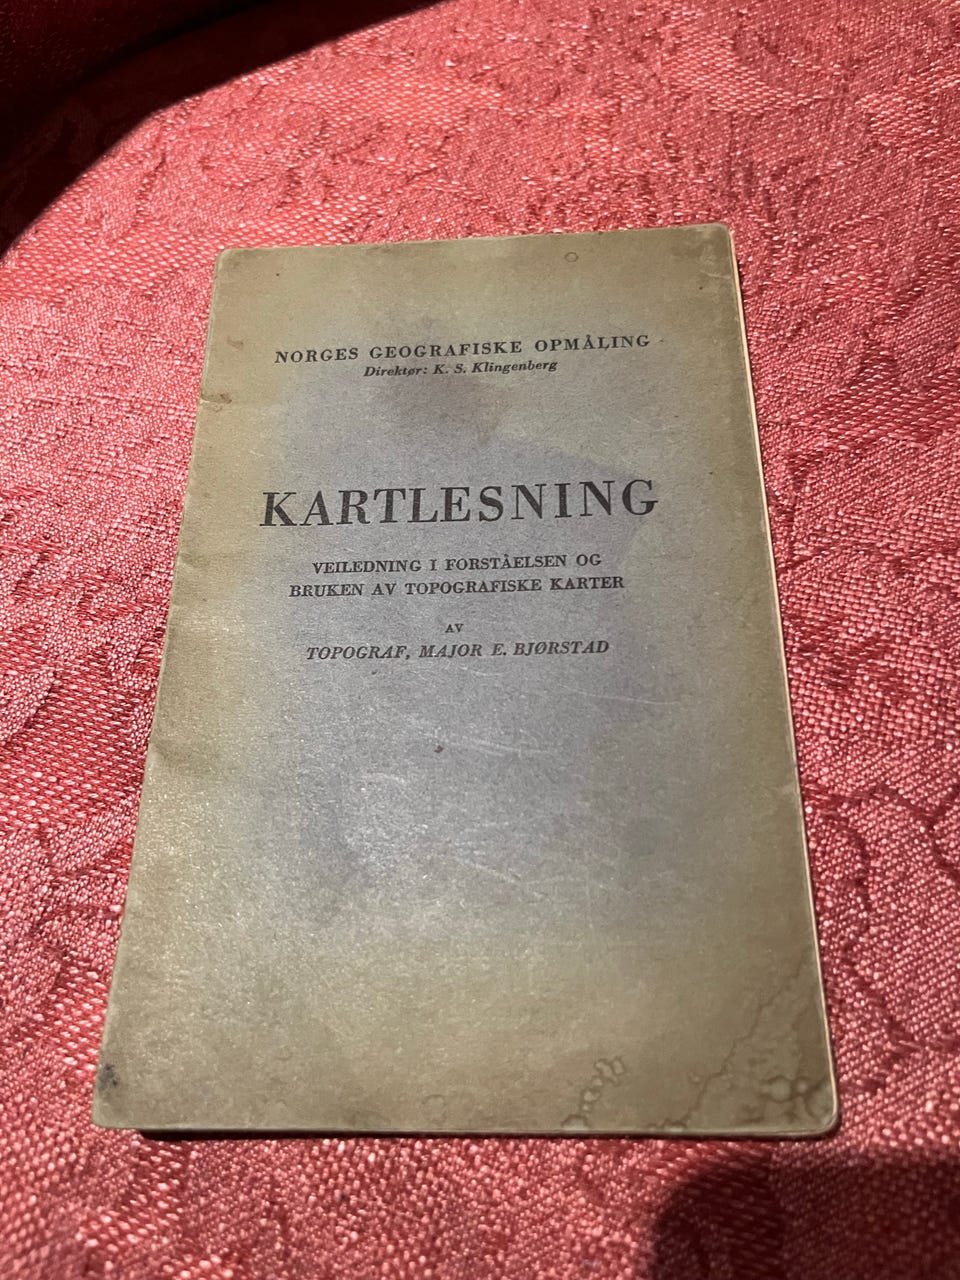 NORGES GEOGRAFISKE OPMÅLING
Direktør: K. S. Klingenberg
KARTLESNING
VEILEDNING I FORSTÅELSEN OG
BRUKEN AV TOPOGRAFISKE KARTER
AV
TOPOGRAF, MAJOR E. BJØRSTAD